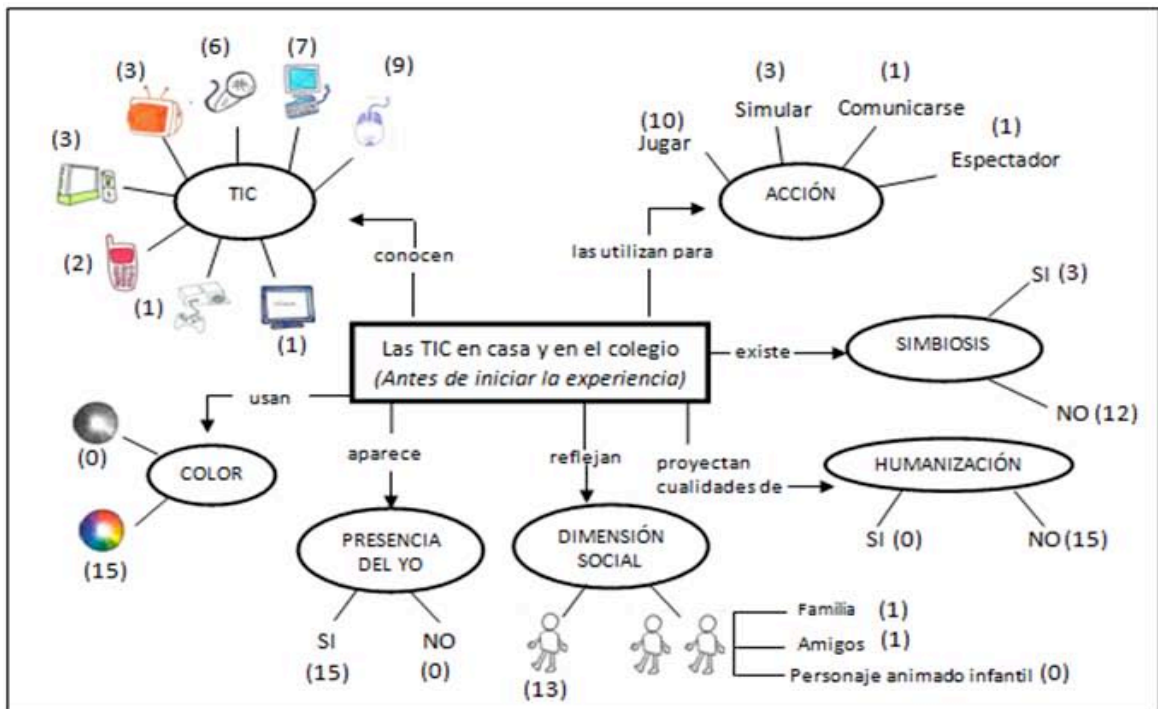 (6)
(7)
(3)
(9)
(3)
TIC
(2)
(1)
(1)
conocen
(3)
Simular
(1)
Comunicarse
(10)
Jugar
(1)
Espectador
ACCIÓN
las utilizan para
Las TIC en casa y en el colegio
(Antes de iniciar la experiencia)
existe
SIMBIOSIS
SI (3)
NO (12)
usan
COLOR
(0)
(15)
aparece
PRESENCIA
DEL YO
SI
(15)
NO
(0)
reflejan
DIMENSIÓN
SOCIAL
(13)
Familia (1)
Amigos (1)
Personaje animado infantil (0)
proyectan
cualidades de
HUMANIZACIÓN
SI (0)
NO (15)